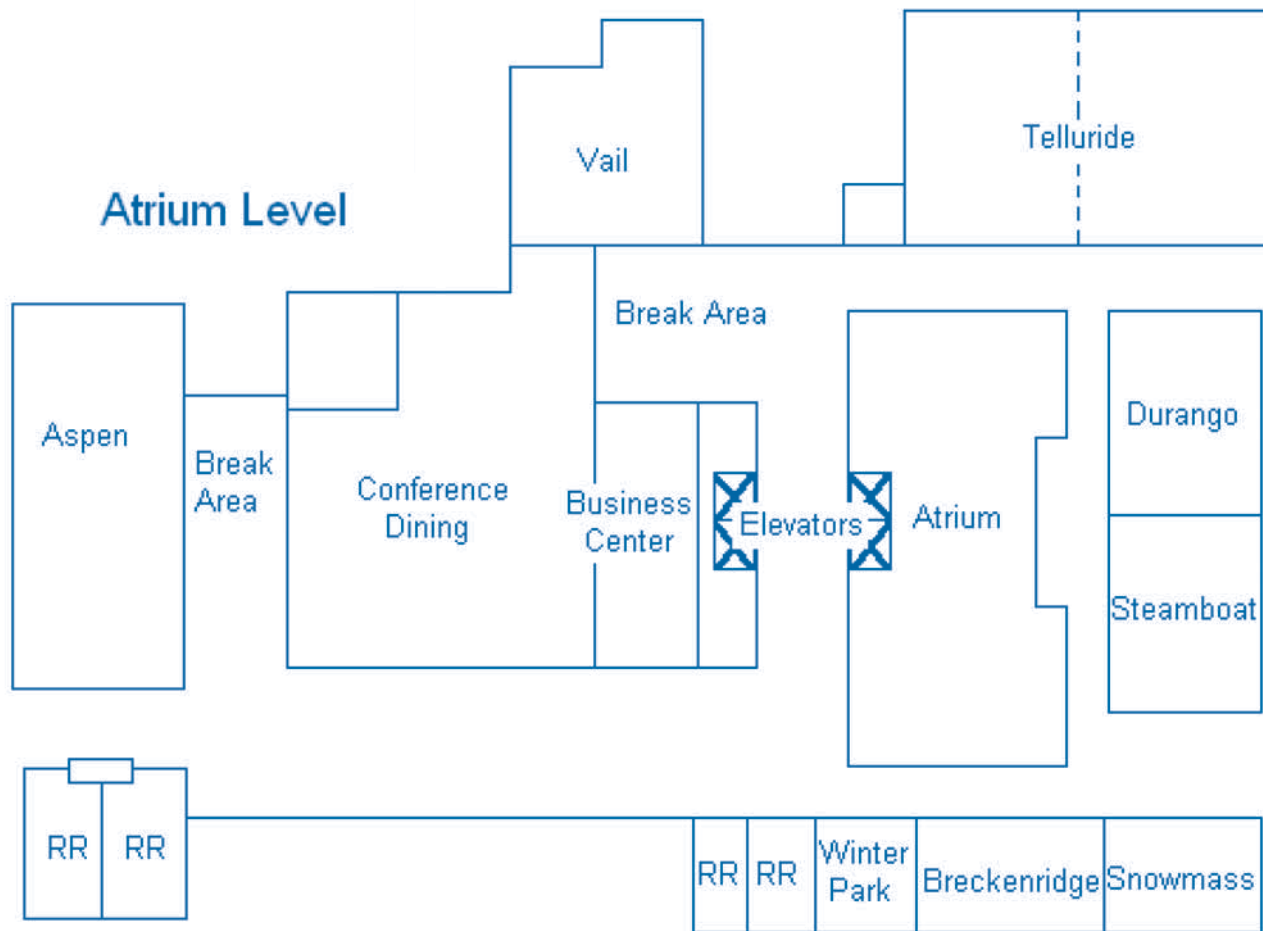 Telluride
Vail
Atrium Level
Break Area
Aspen
Break
Area
Conference
Dining
Business
Center
Elevators
Atrium
Durango
Steamboat
RR
RR
RR
RR
Winter
Park
Breckenridge
Snowmass